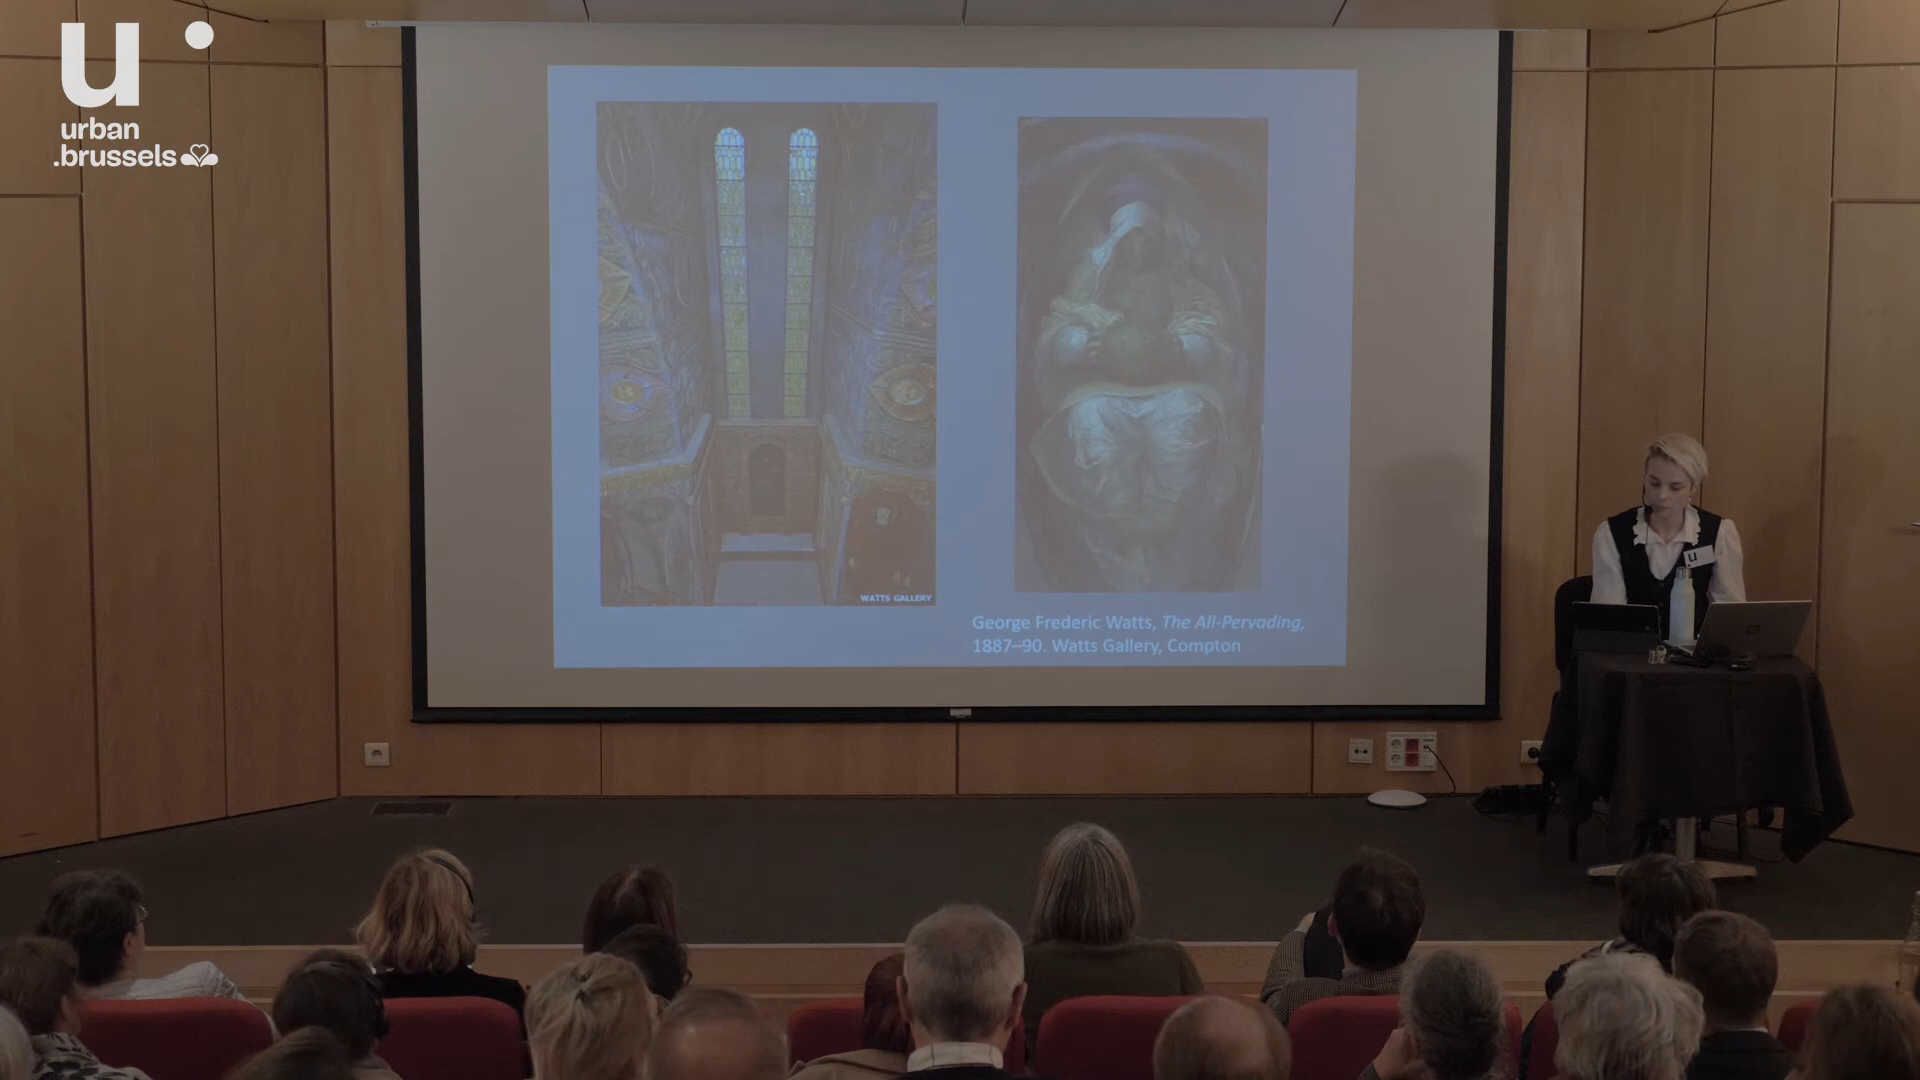 u
urban
.brussels
WATTS GALLERY
George Frederic Watts, The All-Pervading,
1887–90. Watts Gallery, Compton
u